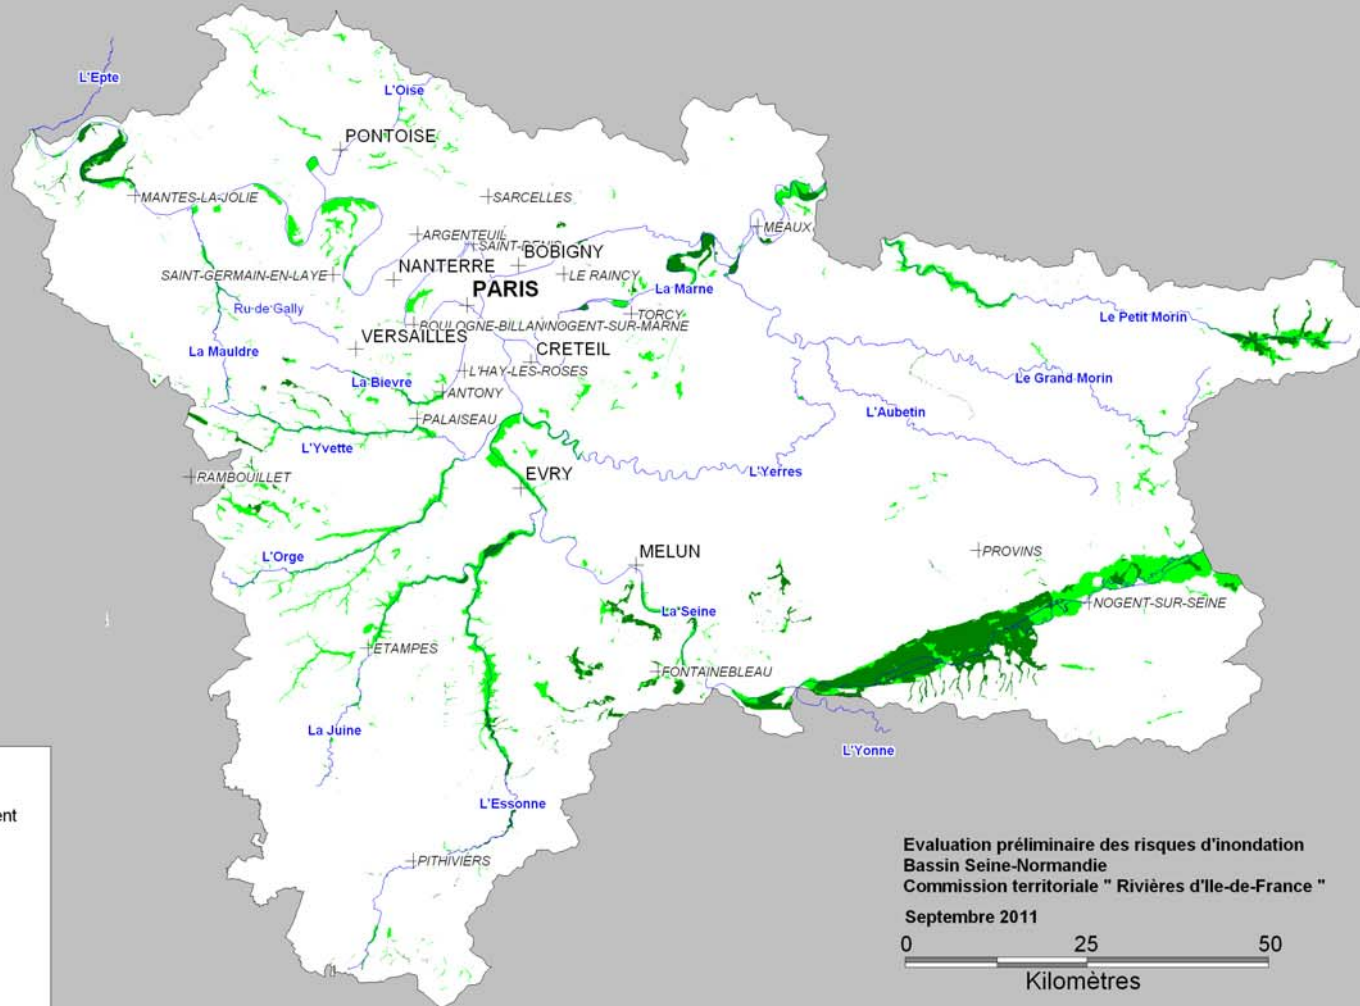 L'Epte
L'Oise
PONTOISE
MANTES-LA-JOLIE
SARCELLES
ARGENTEUIL
SAINT-DENIS
MEAUX
BOBIGNY
SAINT-GERMAIN-EN-LAYE
NANTERRE
LE RAINCY
PARIS
La Marne
Ru de Gally
TORCY
Le Petit Morin
BOULOGNE-BILLAN
NOGENT-SUR-MARNE
VERSAILLES
La Mauldre
CRETEIL
L'HAY-LES-ROSES
La Bievre
Le Grand Morin
ANTONY
L'Aubetin
PALAISEAU
L'Yvette
L'Yerres
RAMBOUILLET
EVRY
L'Orge
MELUN
PROVINS
La Seine
NOGENT-SUR-SEINE
ETAMPES
FONTAINEBLEAU
La Juine
L'Yonne
L'Essonne
ent
PITHIVIERS
Evaluation préliminaire des risques d'inondation
Bassin Seine-Normandie
Commission territoriale " Rivières d'Ile-de-France "
Septembre 2011
0 25 50
Kilomètres